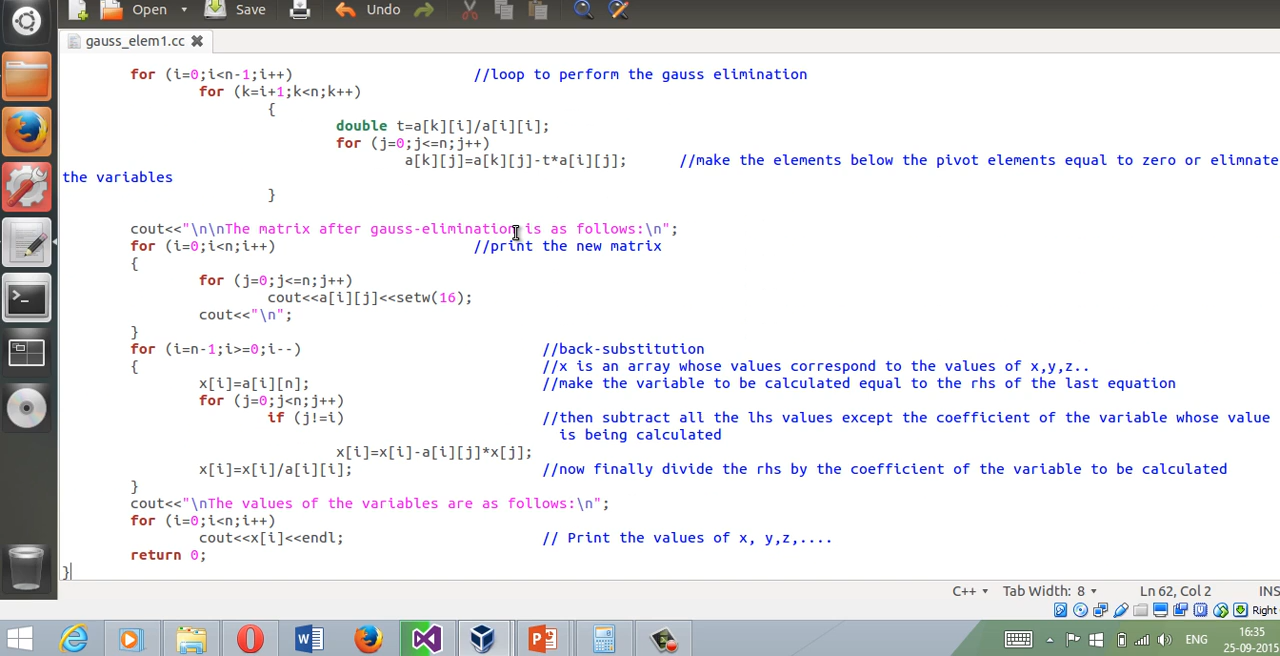 Open Save Undo
gauss_elem1.cc
for (i=0;i<n-1;i++) //loop to perform the gauss elimination
for (k=i+1;k<n;k++)
{
double t=a[k][i]/a[i][i];
for (j=0;j<=n;j++)
a[k][j]=a[k][j]-t*a[i][j]; //make the elements below the pivot elements equal to zero or elimnate
the variables
}
cout<<"\n\nThe matrix after gauss-elimination is as follows:\n";
for (i=0;i<n;i++) //print the new matrix
{
for (j=0;j<=n;j++)
cout<<a[i][j]<<setw(16);
cout<<"\n";
}
for (i=n-1;i>=0;i--) //back-substitution
{ //x is an array whose values correspond to the values of x,y,z..
x[i]=a[i][n]; //make the variable to be calculated equal to the rhs of the last equation
for (j=0;j<n;j++)
if (j!=i) //then subtract all the lhs values except the coefficient of the variable whose value
is being calculated
x[i]=x[i]-a[i][j]*x[j];
x[i]=x[i]/a[i][i]; //now finally divide the rhs by the coefficient of the variable to be calculated
}
cout<<"\nThe values of the variables are as follows:\n";
for (i=0;i<n;i++)
cout<<x[i]<<endl; // Print the values of x, y,z,....
return 0;
}
C++ Tab Width: 8 Ln 62, Col 2 INS
Right
ENG 16:35
25-09-2015